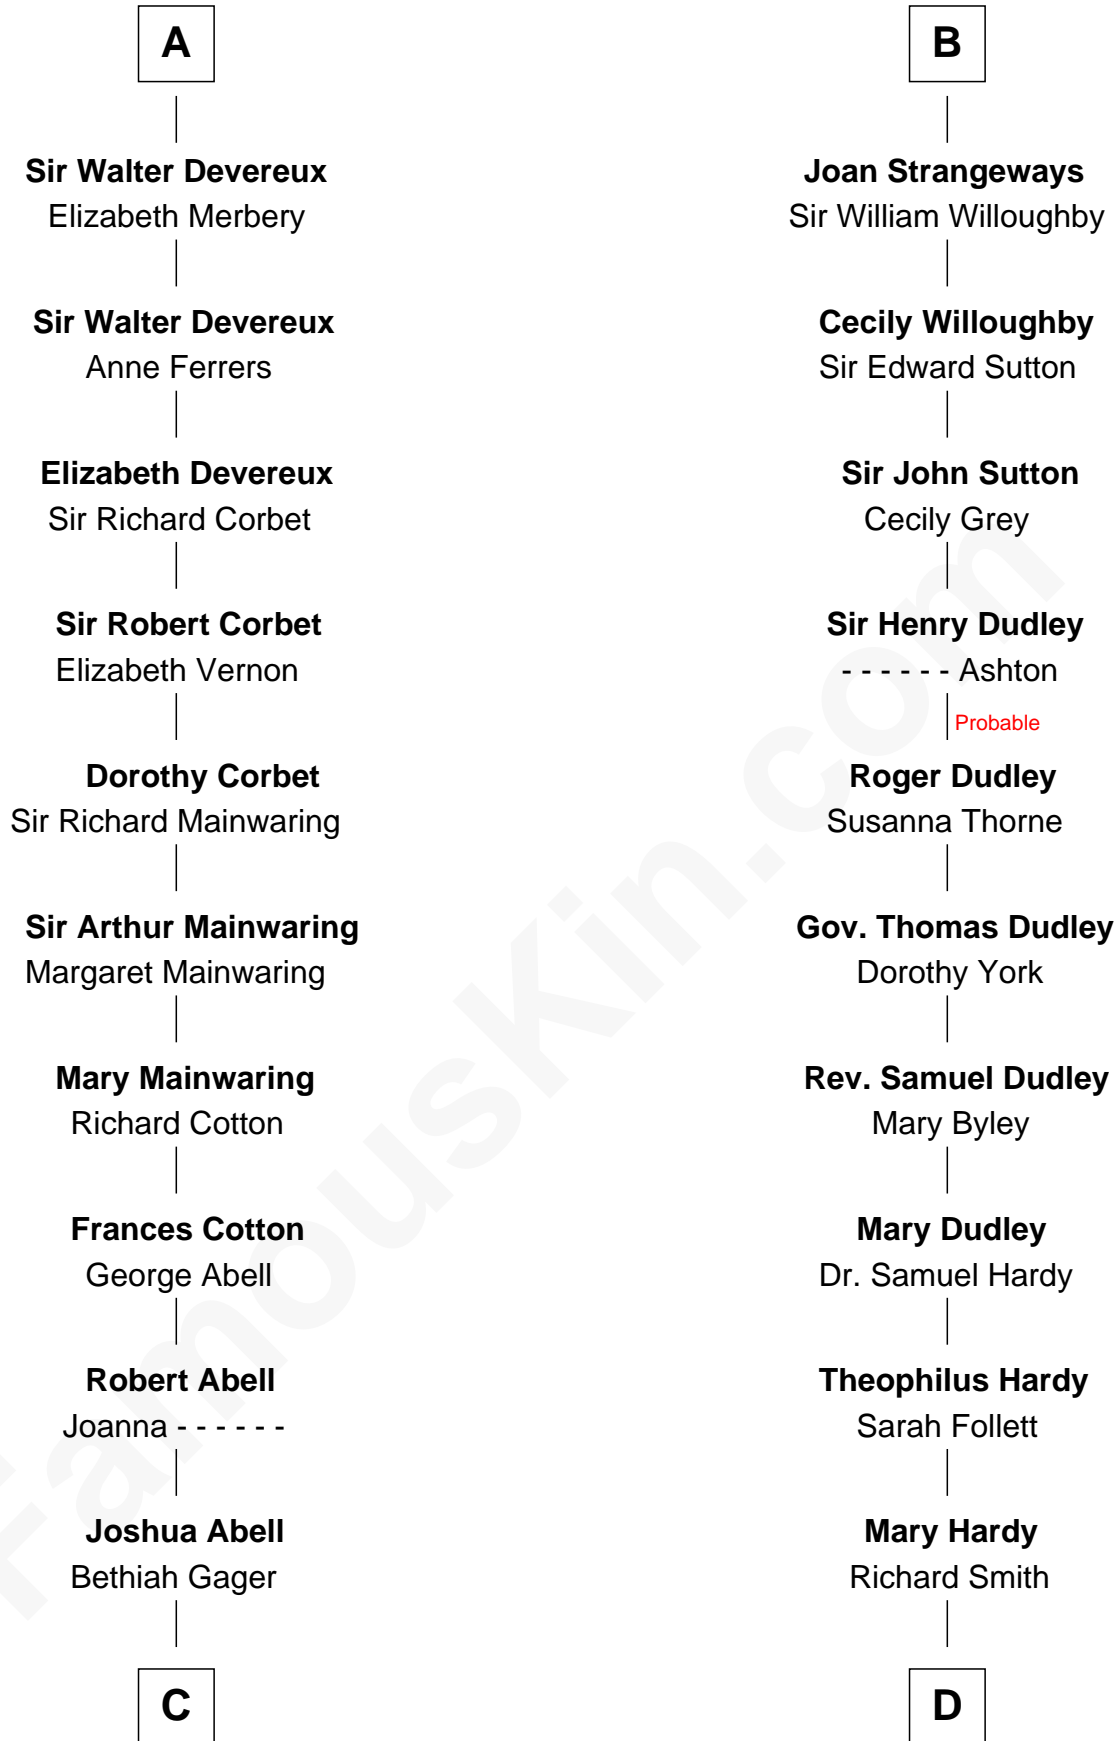 A
Sir Walter Devereux
Elizabeth Merbery
Sir Walter Devereux
Anne Ferrers
Elizabeth Devereux
Sir Richard Corbet
Sir Robert Corbet
Elizabeth Vernon
Dorothy Corbet
Sir Richard Mainwaring
Sir Arthur Mainwaring
Margaret Mainwaring
Mary Mainwaring
Richard Cotton
Frances Cotton
George Abell
Robert Abell
Joanna - - - - - -
Joshua Abell
Bethiah Gager
C
B
Joan Strangeways
Sir William Willoughby
Cecily Willoughby
Sir Edward Sutton
Sir John Sutton
Cecily Grey
Sir Henry Dudley
- - - - - - Ashton
Probable
Roger Dudley
Susanna Thorne
Gov. Thomas Dudley
Dorothy York
Rev. Samuel Dudley
Mary Byley
Mary Dudley
Dr. Samuel Hardy
Theophilus Hardy
Sarah Follett
Mary Hardy
Richard Smith
D
FamousKin.com